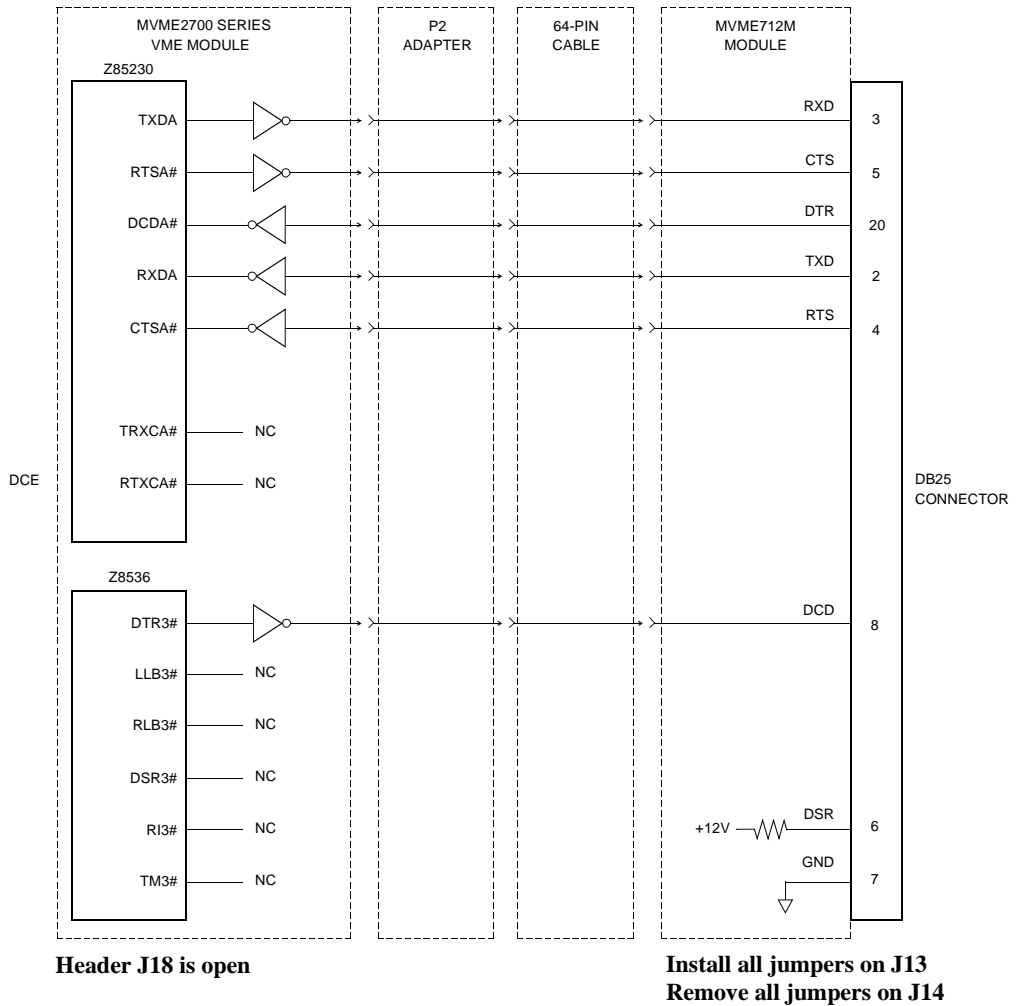 MVME2700 SERIES
VME MODULE
P2
ADAPTER
64-PIN
CABLE
MVME712M
MODULE
Z85230
TXDA
RXD
3
RTSA#
CTS
5
DCDA#
DTR
20
RXDA
TXD
2
CTSA#
RTS
4
TRXCA#
NC
DCE
RTXCA#
NC
DB25
CONNECTOR
Z8536
DTR3#
DCD
8
LLB3#
NC
RLB3#
NC
DSR3#
NC
RI3#
NC
+12V
DSR
6
TM3#
NC
GND
7
Header J18 is open
Install all jumpers on J13
Remove all jumpers on J14